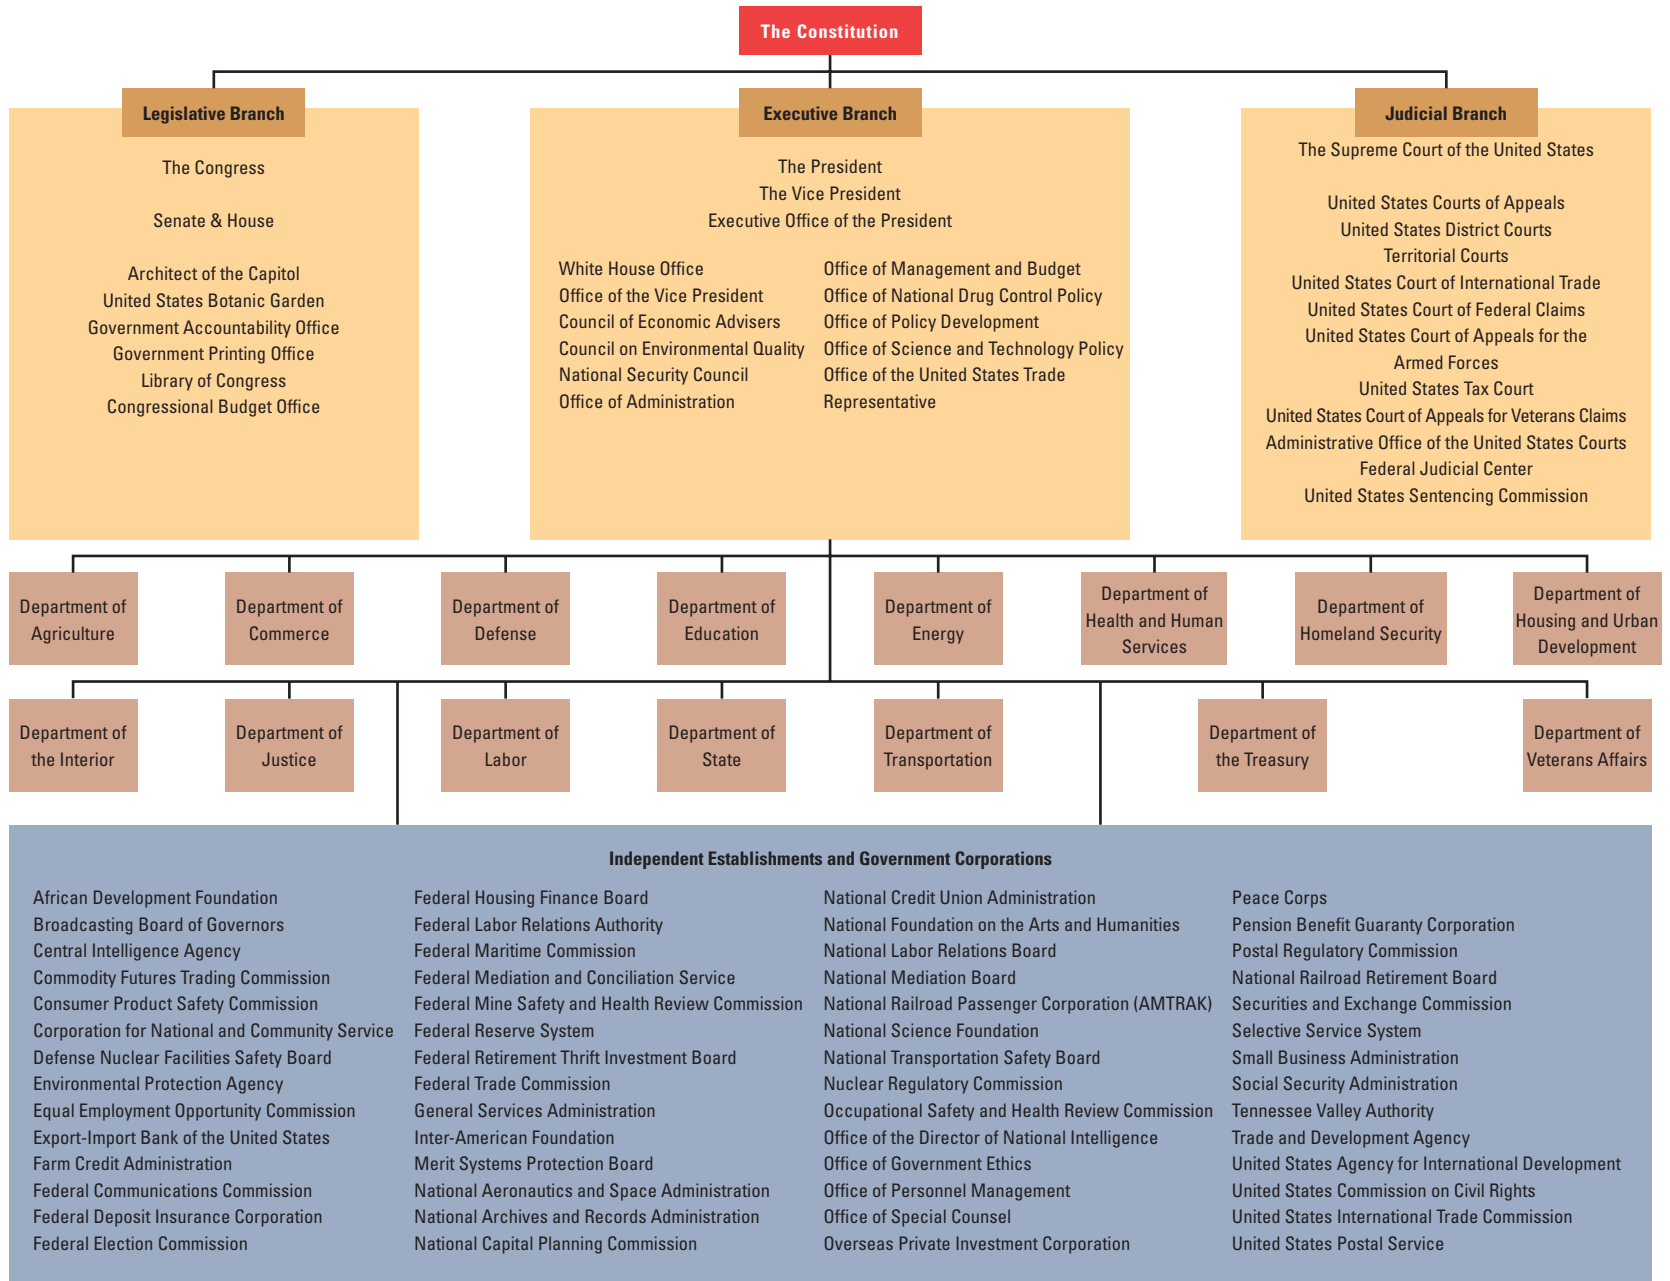 The Constitution
Legislative Branch
The Congress
Senate & House
Architect of the Capitol
United States Botanic Garden
Government Accountability Office
Government Printing Office
Library of Congress
Congressional Budget Office
Executive Branch
The President
The Vice President
Executive Office of the President
White House Office
Office of the Vice President
Council of Economic Advisers
Council on Environmental Quality
National Security Council
Office of Administration
Office of Management and Budget
Office of National Drug Control Policy
Office of Policy Development
Office of Science and Technology Policy
Office of the United States Trade
Representative
Judicial Branch
The Supreme Court of the United States
United States Courts of Appeals
United States District Courts
Territorial Courts
United States Court of International Trade
United States Court of Federal Claims
United States Court of Appeals for the
Armed Forces
United States Tax Court
United States Court of Appeals for Veterans Claims
Administrative Office of the United States Courts
Federal Judicial Center
United States Sentencing Commission
Department of
Agriculture
Department of
Commerce
Department of
Defense
Department of
Education
Department of
Energy
Department of
Health and Human
Services
Department of
Homeland Security
Department of
Housing and Urban
Development
Department of
the Interior
Department of
Justice
Department of
Labor
Department of
State
Department of
Transportation
Department of
the Treasury
Department of
Veterans Affairs
Independent Establishments and Government Corporations
African Development Foundation
Broadcasting Board of Governors
Central Intelligence Agency
Commodity Futures Trading Commission
Consumer Product Safety Commission
Corporation for National and Community Service
Defense Nuclear Facilities Safety Board
Environmental Protection Agency
Equal Employment Opportunity Commission
Export-Import Bank of the United States
Farm Credit Administration
Federal Communications Commission
Federal Deposit Insurance Corporation
Federal Election Commission
Federal Housing Finance Board
Federal Labor Relations Authority
Federal Maritime Commission
Federal Mediation and Conciliation Service
Federal Mine Safety and Health Review Commission
Federal Reserve System
Federal Retirement Thrift Investment Board
Federal Trade Commission
General Services Administration
Inter-American Foundation
Merit Systems Protection Board
National Aeronautics and Space Administration
National Archives and Records Administration
National Capital Planning Commission
National Credit Union Administration
National Foundation on the Arts and Humanities
National Labor Relations Board
National Mediation Board
National Railroad Passenger Corporation (AMTRAK)
National Science Foundation
National Transportation Safety Board
Nuclear Regulatory Commission
Occupational Safety and Health Review Commission
Office of the Director of National Intelligence
Office of Government Ethics
Office of Personnel Management
Office of Special Counsel
Overseas Private Investment Corporation
Peace Corps
Pension Benefit Guaranty Corporation
Postal Regulatory Commission
National Railroad Retirement Board
Securities and Exchange Commission
Selective Service System
Small Business Administration
Social Security Administration
Tennessee Valley Authority
Trade and Development Agency
United States Agency for International Development
United States Commission on Civil Rights
United States International Trade Commission
United States Postal Service